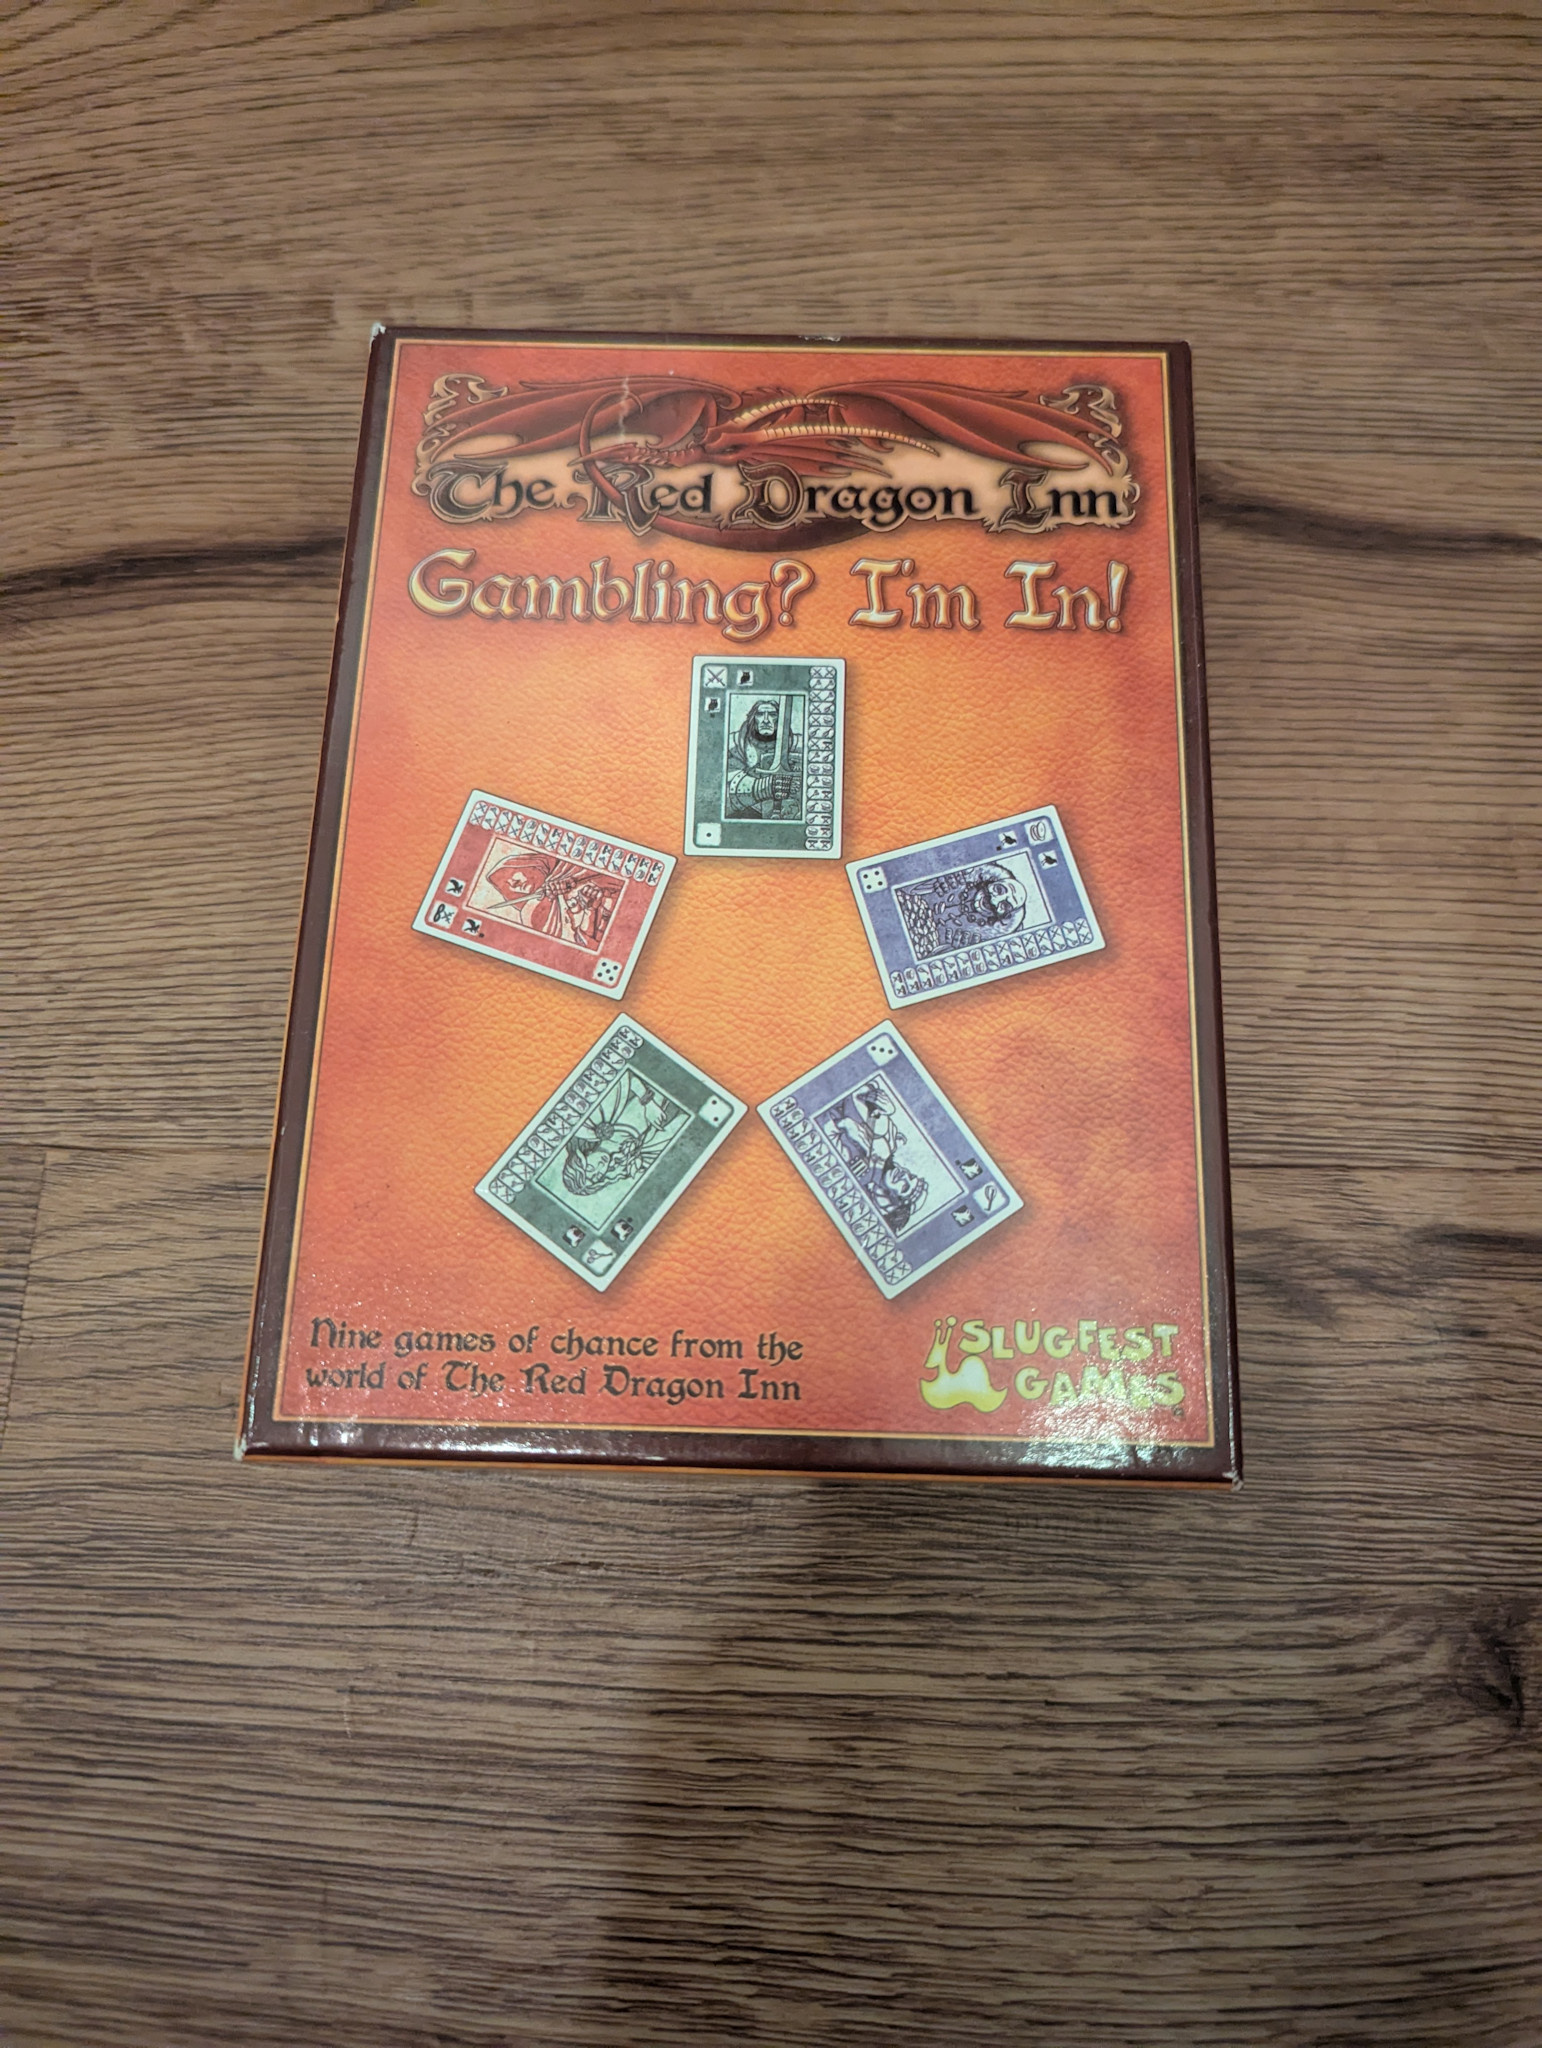 The Red Dragon Inn
Gambling? I'm In!
Nine games of chance from the
world of The Red Dragon Inn
SLUGFEST
GAMES